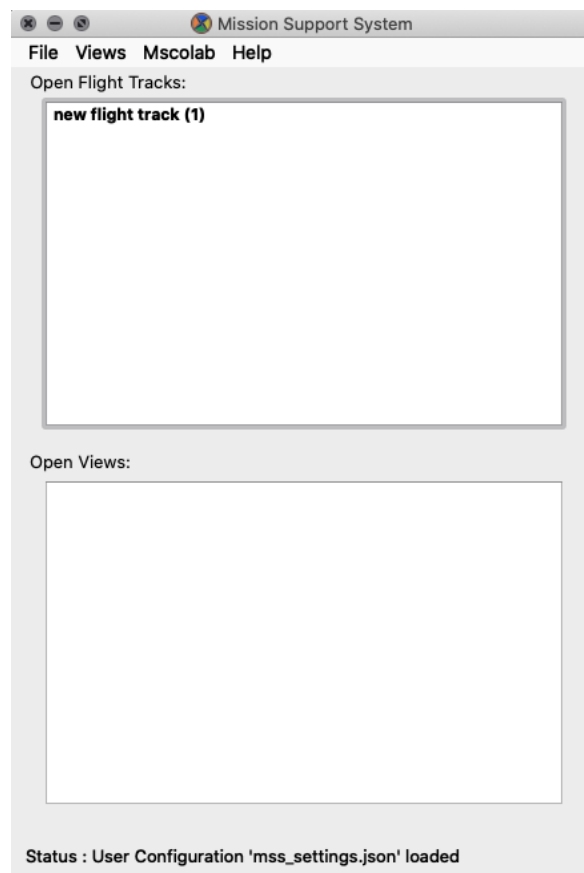 Mission Support System
File Views Mscolab Help
Open Flight Tracks:
new flight track (1)
Open Views:
Status : User Configuration 'mss_settings.json' loaded